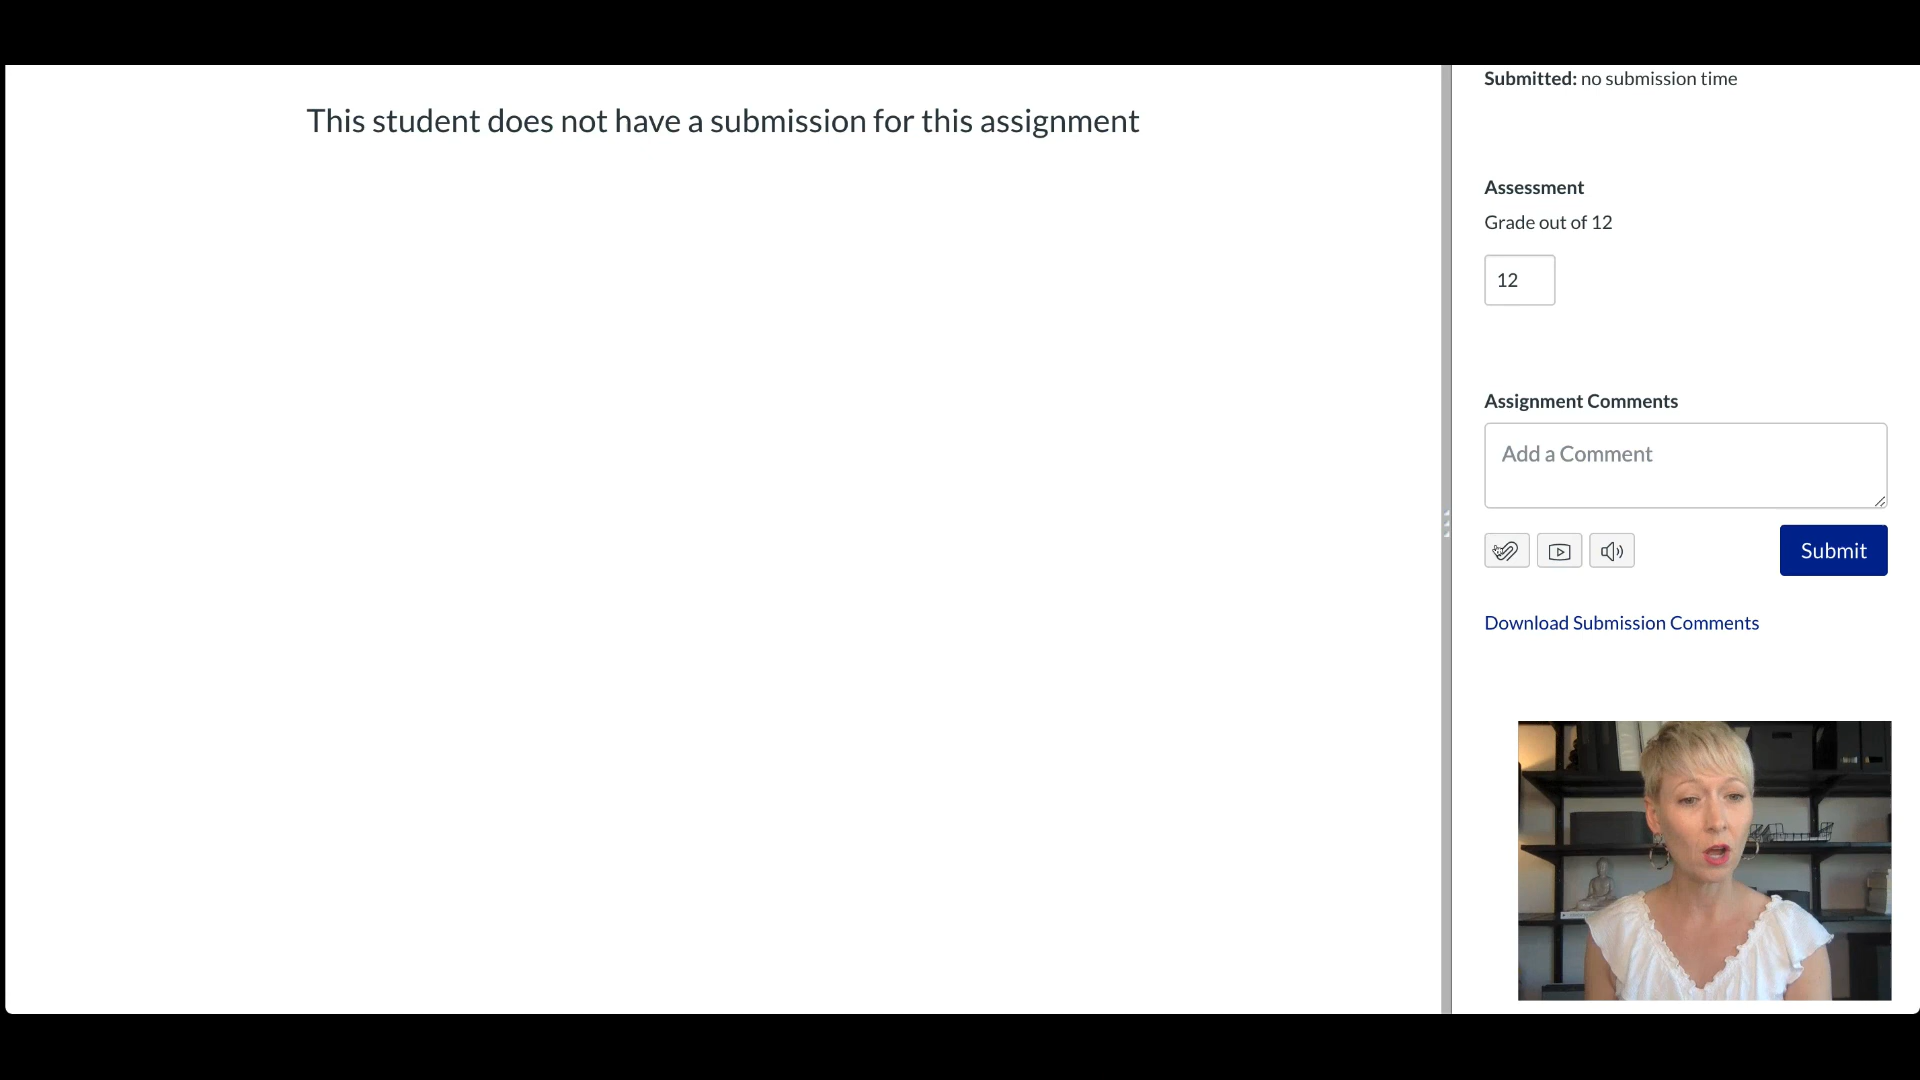 This student does not have a submission for this assignment
Submitted: no submission time
Assessment
Grade out of 12
12
Assignment Comments
Add a Comment
Submit
Download Submission Comments